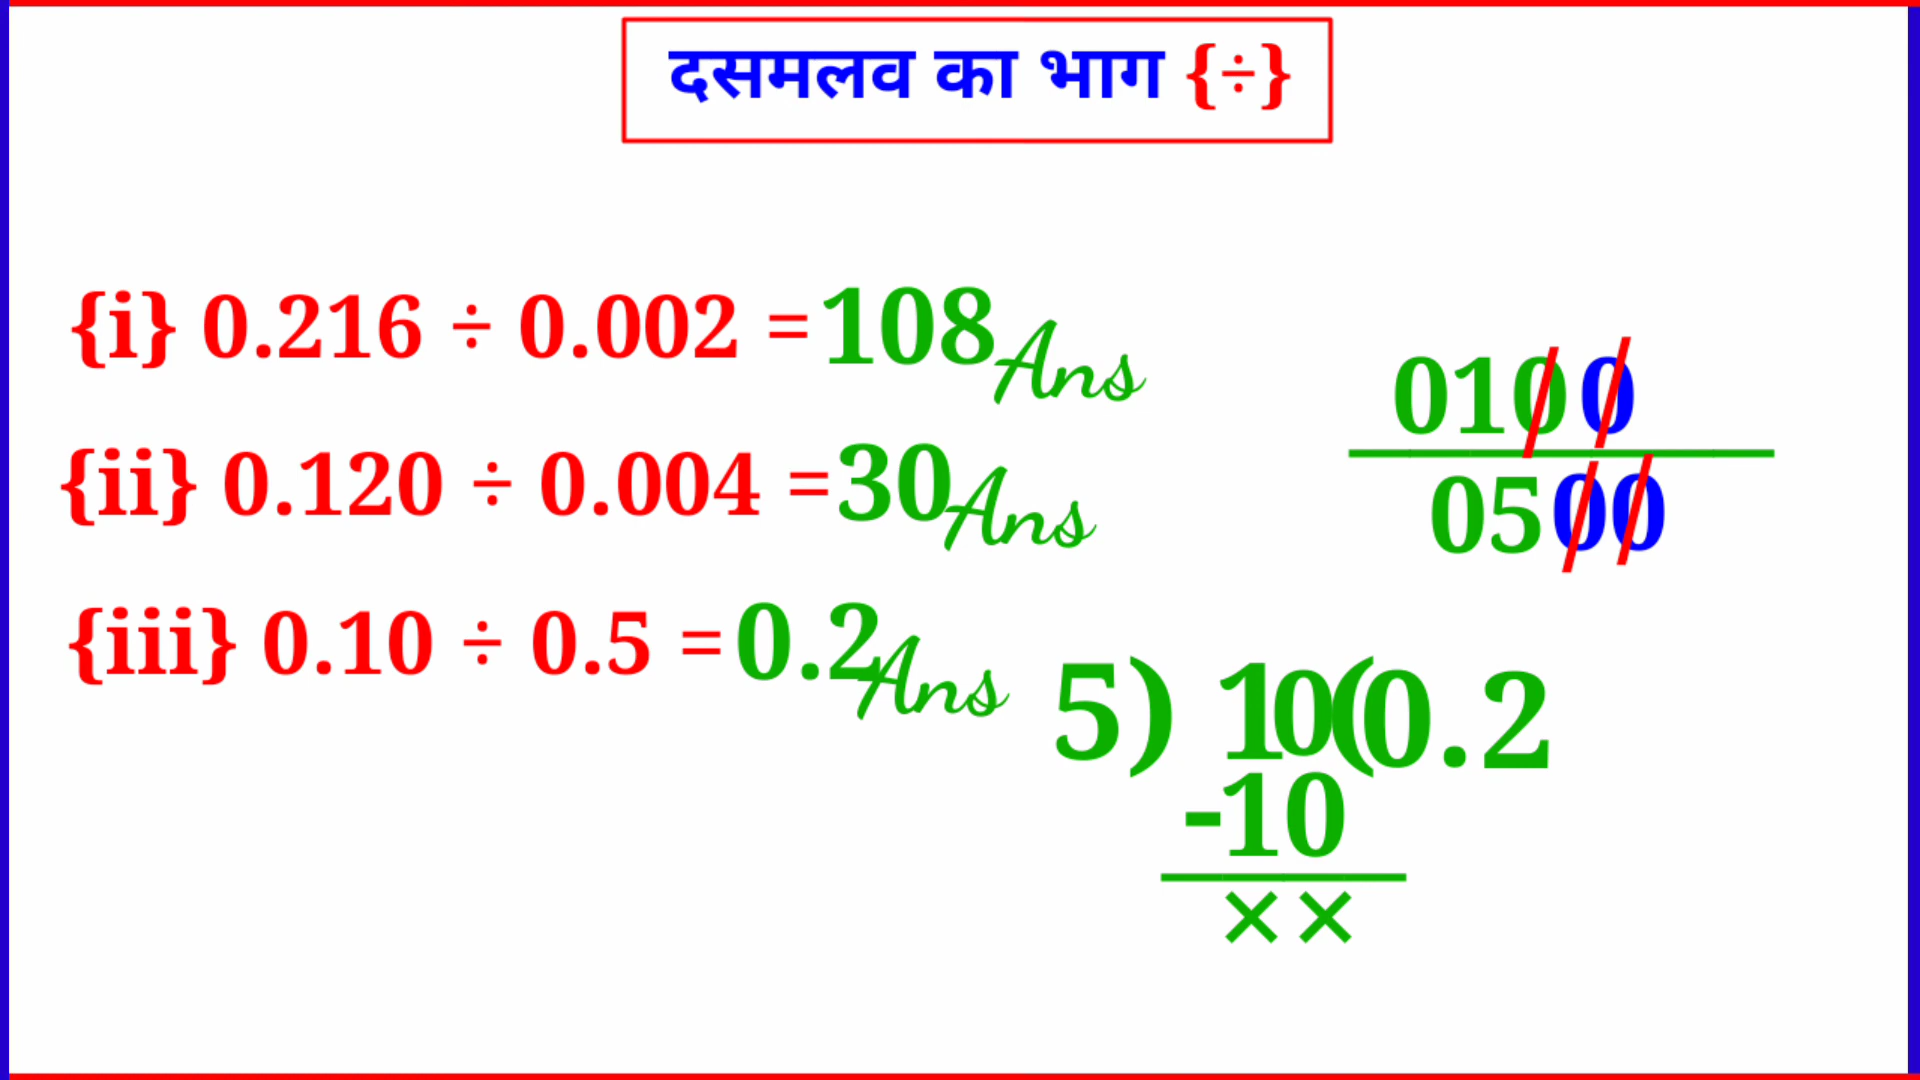 दसमलव का भाग {÷}
{i} 0.216 ÷ 0.002 =108 Ans
{ii} 0.120 ÷ 0.004 =30 Ans
{iii} 0.10 ÷ 0.5 =0.2 Ans
0100
0500
5) 10(0.2
-10
××